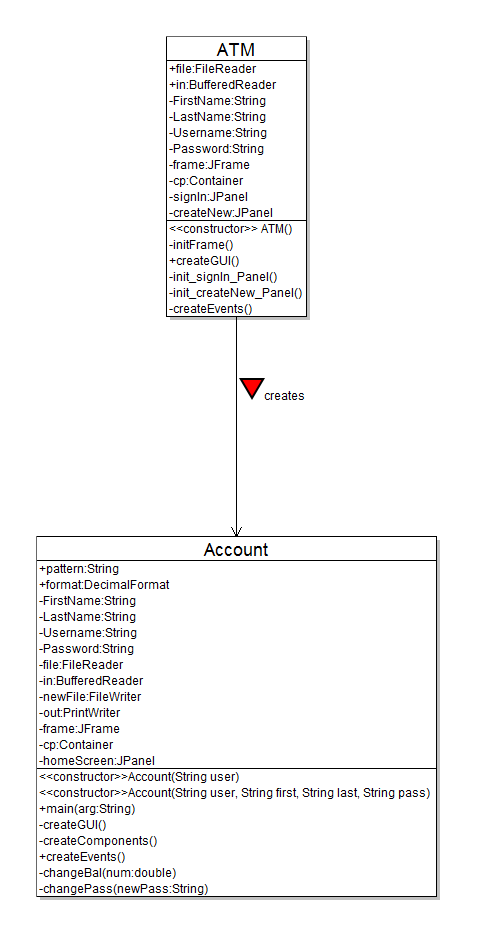 ATM
+file:FileReader
+in:BufferedReader
-FirstName:String
-LastName:String
-Username:String
-Password:String
-frame:JFrame
-cp:Container
-signIn:JPanel
-createNew:JPanel
<<constructor>> ATM()
-initFrame()
+createGUI()
-init_signIn_Panel()
-init_createNew_Panel()
-createEvents()
creates
Account
+pattern:String
+format:DecimalFormat
-FirstName:String
-LastName:String
-Username:String
-Password:String
-file:FileReader
-in:BufferedReader
-newFile:FileWriter
-out:PrintWriter
-frame:JFrame
-cp:Container
-homeScreen:JPanel
<<constructor>>Account(String user)
<<constructor>>Account(String user, String first, String last, String pass)
+main(arg:String)
-createGUI()
-createComponents()
+createEvents()
-changeBal(num:double)
-changePass(newPass:String)